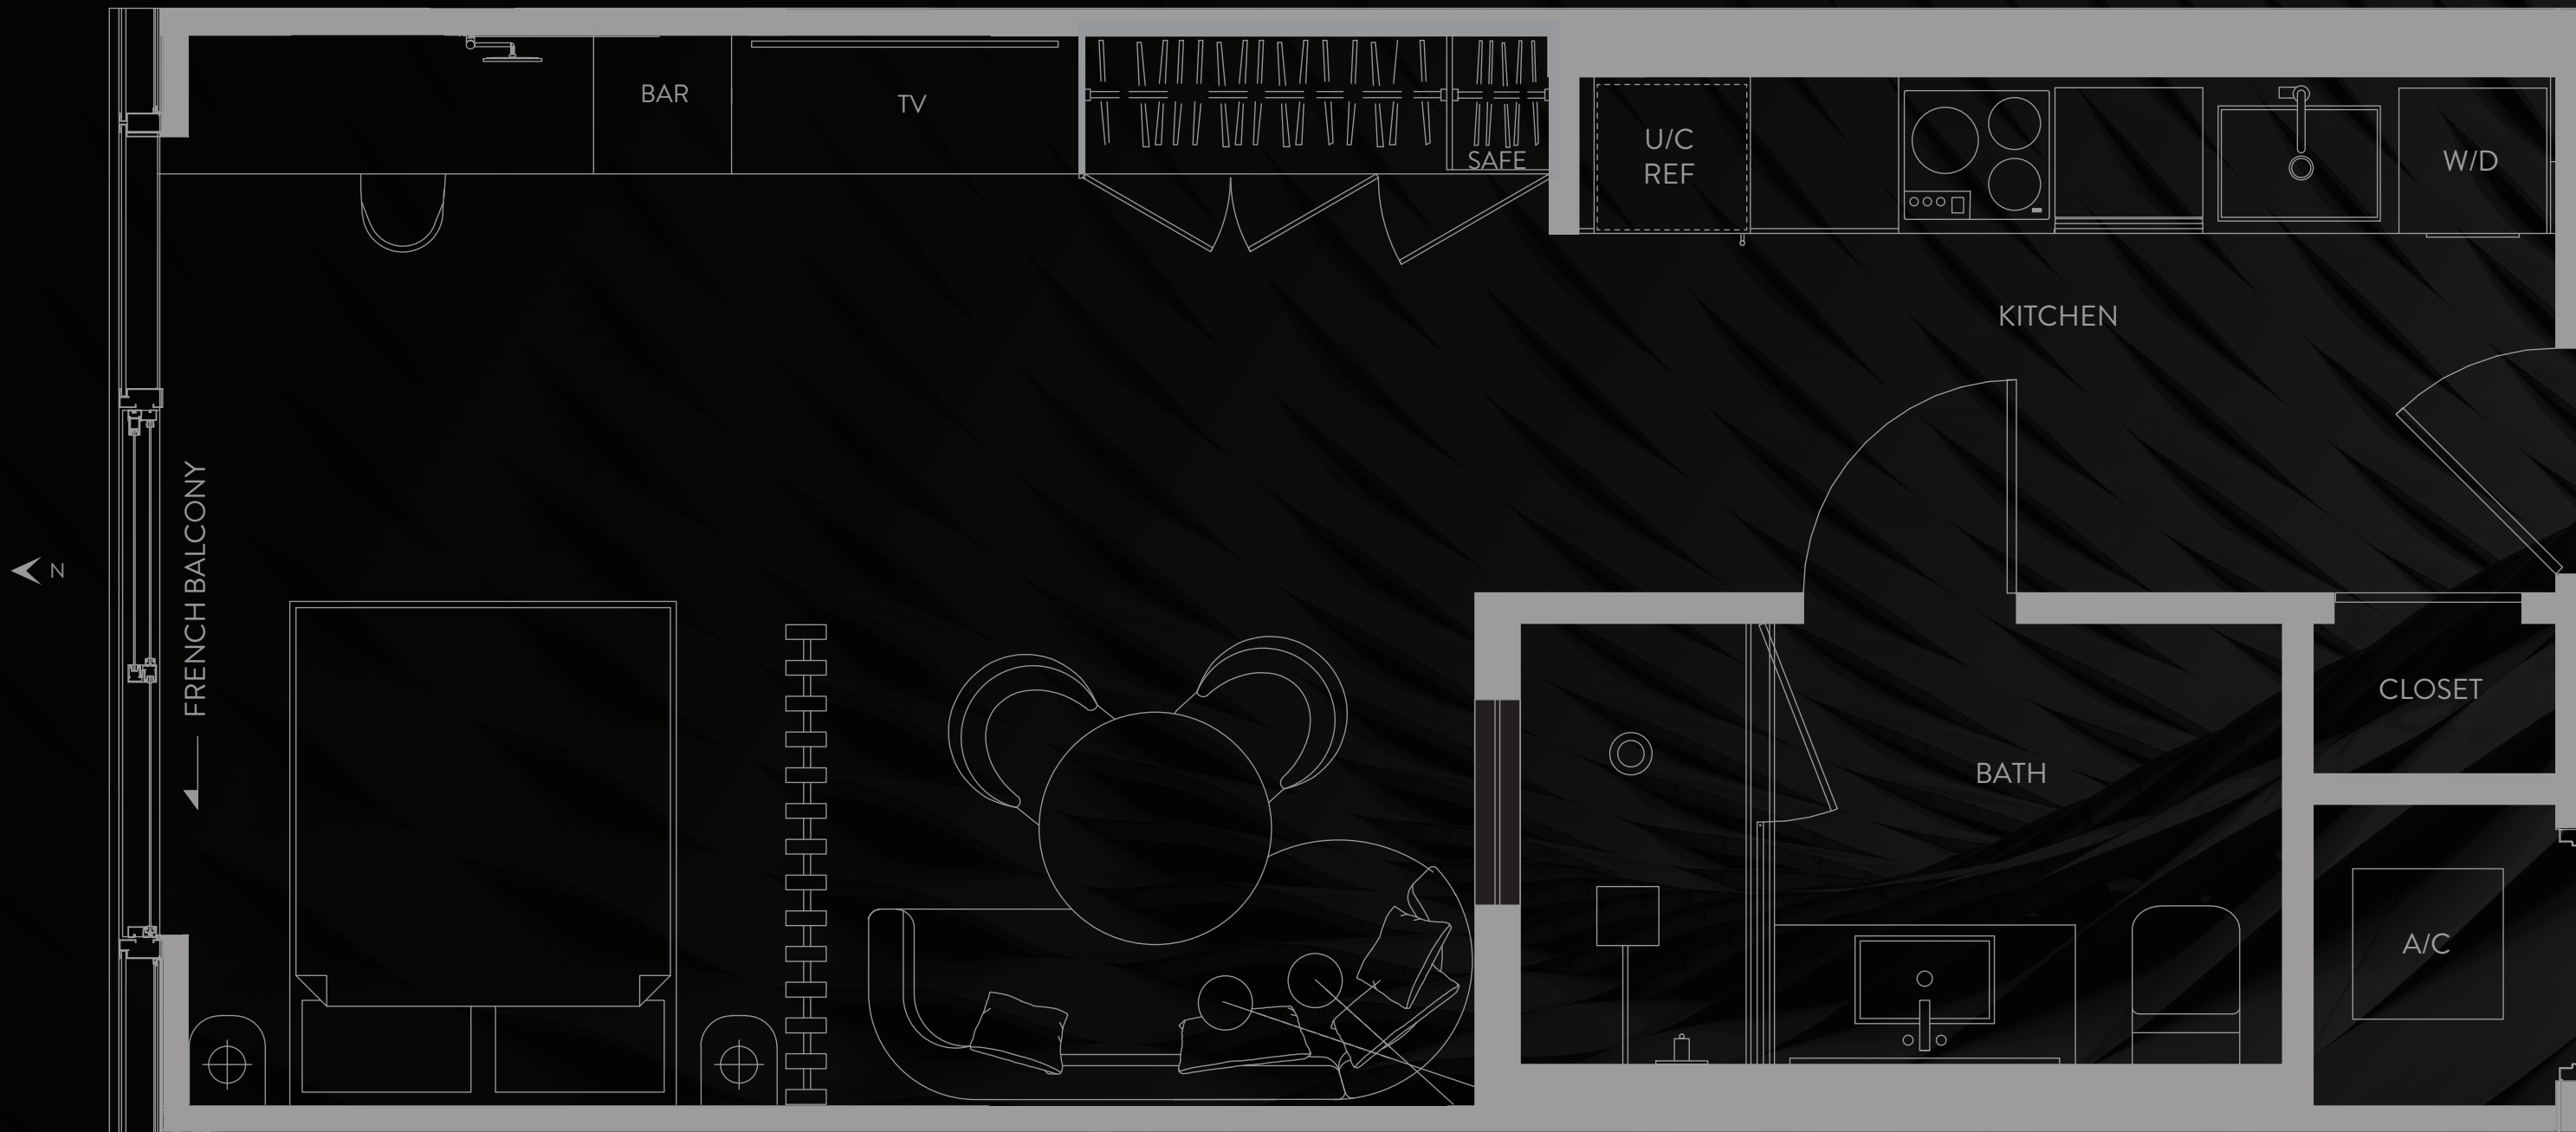 BAR
TV
SAFE
U/C
REF
W/D
KITCHEN
FRENCH BALCONY
N
CLOSET
BATH
A/C